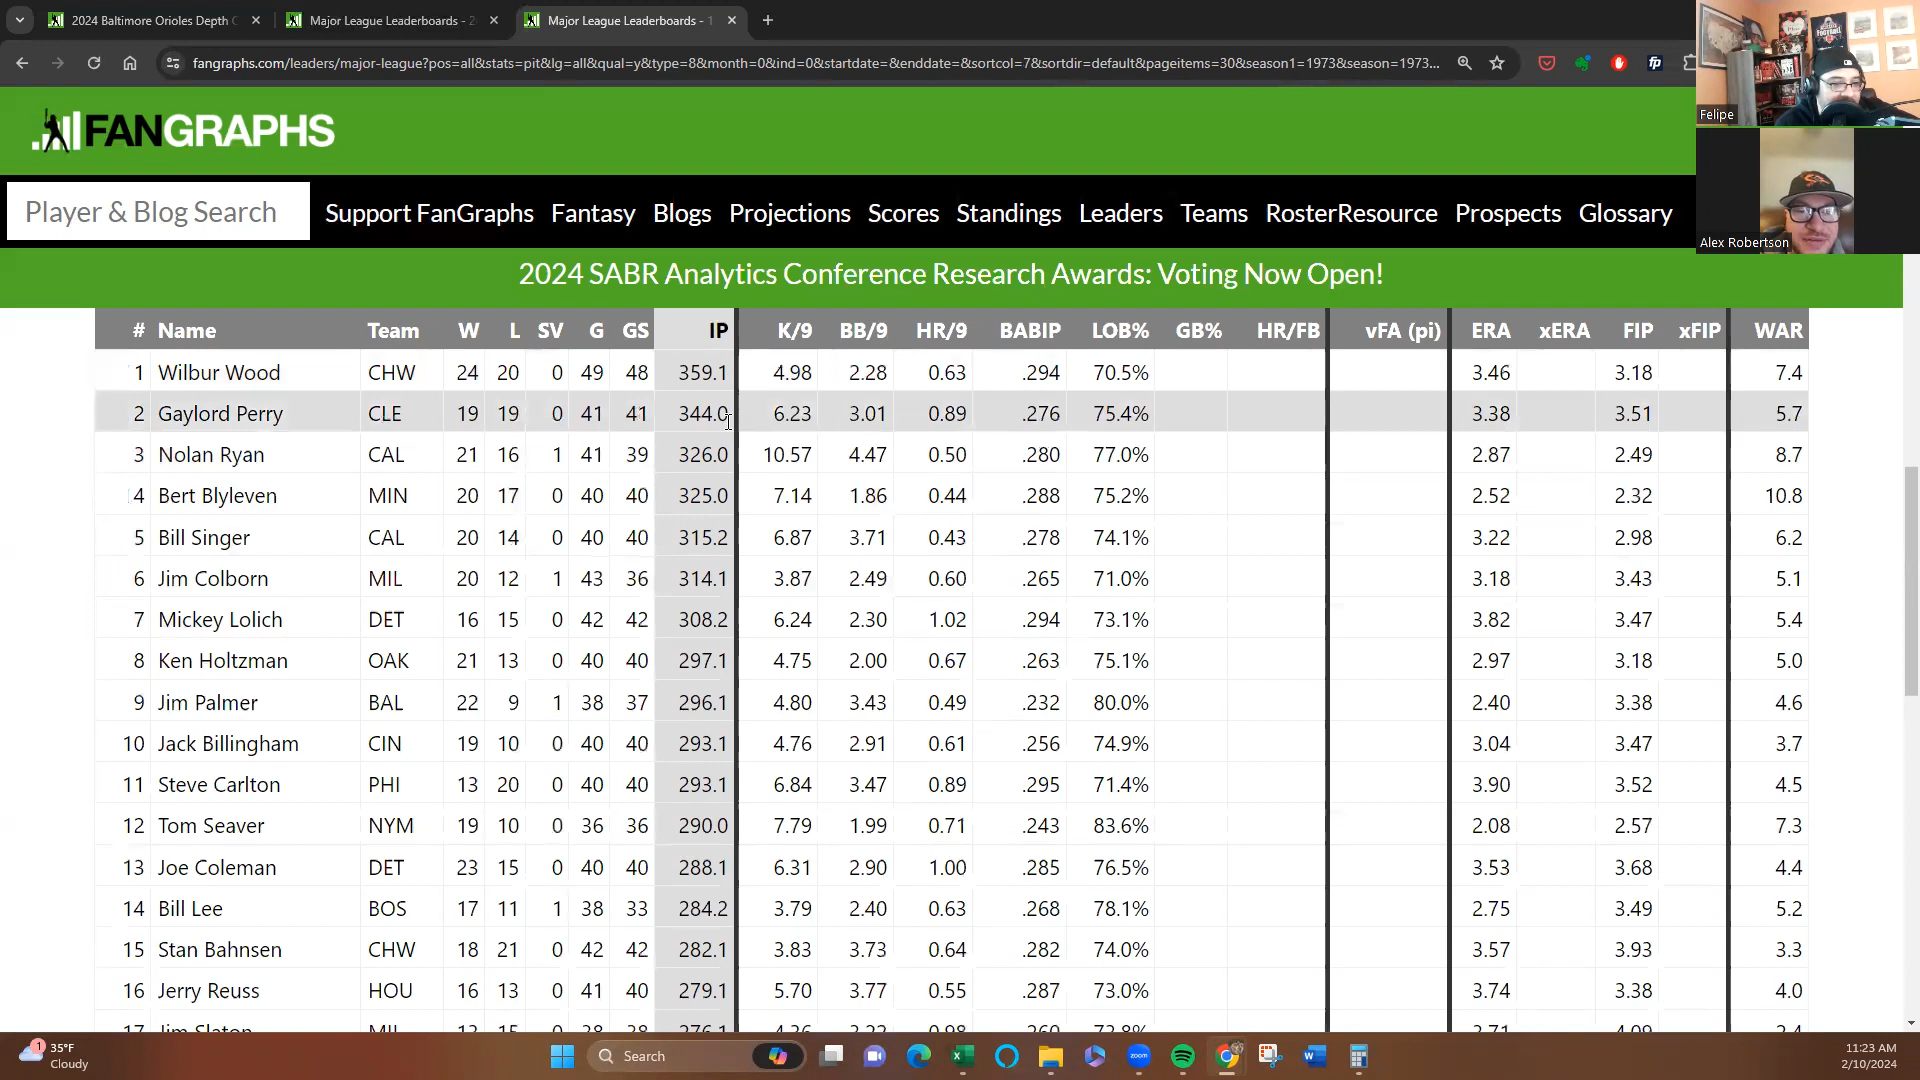 2024 Baltimore Orioles Depth C
Major League Leaderboards - 2
Major League Leaderboards - 1
fangraphs.com/leaders/major-league?pos=all&stats=pit&lg=all&qual=y&type=8&month=0&ind=0&startdate=&enddate=&sortcol=7&sortdir=default&pageitems=30&season1=1973&season=1973...
Felipe
Alex Robertson
FANGRAPHS
Player & Blog Search
Support FanGraphs Fantasy Blogs Projections Scores Standings Leaders Teams RosterResource Prospects Glossary
2024 SABR Analytics Conference Research Awards: Voting Now Open!
# Name Team W L SV G GS IP K/9 BB/9 HR/9 BABIP LOB% GB% HR/FB vFA (pi) ERA xERA FIP xFIP WAR
1 Wilbur Wood CHW 24 20 0 49 48 359.1 4.98 2.28 0.63 .294 70.5% 3.46 3.18 7.4
2 Gaylord Perry CLE 19 19 0 41 41 344.0 6.23 3.01 0.89 .276 75.4% 3.38 3.51 5.7
3 Nolan Ryan CAL 21 16 1 41 39 326.0 10.57 4.47 0.50 .280 77.0% 2.87 2.49 8.7
4 Bert Blyleven MIN 20 17 0 40 40 325.0 7.14 1.86 0.44 .288 75.2% 2.52 2.32 10.8
5 Bill Singer CAL 20 14 0 40 40 315.2 6.87 3.71 0.43 .278 74.1% 3.22 2.98 6.2
6 Jim Colborn MIL 20 12 1 43 36 314.1 3.87 2.49 0.60 .265 71.0% 3.18 3.43 5.1
7 Mickey Lolich DET 16 15 0 42 42 308.2 6.24 2.30 1.02 .294 73.1% 3.82 3.47 5.4
8 Ken Holtzman OAK 21 13 0 40 40 297.1 4.75 2.00 0.67 .263 75.1% 2.97 3.18 5.0
9 Jim Palmer BAL 22 9 1 38 37 296.1 4.80 3.43 0.49 .232 80.0% 2.40 3.38 4.6
10 Jack Billingham CIN 19 10 0 40 40 293.1 4.76 2.91 0.61 .256 74.9% 3.04 3.47 3.7
11 Steve Carlton PHI 13 20 0 40 40 293.1 6.84 3.47 0.89 .295 71.4% 3.90 3.52 4.5
12 Tom Seaver NYM 19 10 0 36 36 290.0 7.79 1.99 0.71 .243 83.6% 2.08 2.57 7.3
13 Joe Coleman DET 23 15 0 40 40 288.1 6.31 2.90 1.00 .285 76.5% 3.53 3.68 4.4
14 Bill Lee BOS 17 11 1 38 33 284.2 3.79 2.40 0.63 .268 78.1% 2.75 3.49 5.2
15 Stan Bahnsen CHW 18 21 0 42 42 282.1 3.83 3.73 0.64 .282 74.0% 3.57 3.93 3.3
16 Jerry Reuss HOU 16 13 0 41 40 279.1 5.70 3.77 0.55 .287 73.0% 3.74 3.38 4.0
17 Jim Slaton MIL 13 15 0 38 38 276.1 4.36 3.22 0.98 .260 73.8% 3.71 4.09 2.4
1
35°F
Cloudy
Search
11:23 AM
2/10/2024